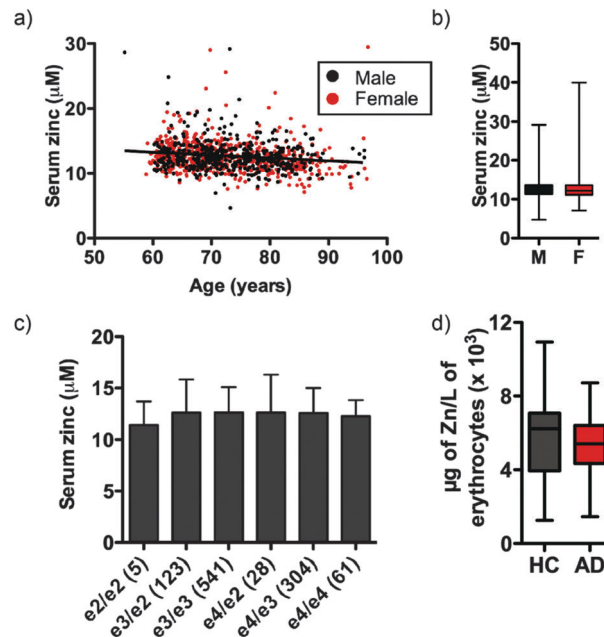 a)
30
20
10
0
Serum zinc (μM)
Male
Female
50
60
70
80
90
100
Age (years)
b)
50
40
30
20
10
0
Serum zinc (μM)
M
F
c)
20
15
10
5
0
Serum zinc (μM)
e2/e2 (5)
e3/e2 (123)
e3/e3 (541)
e4/e2 (28)
e4/e3 (304)
e4/e4 (61)
d)
12
8
4
0
μg of Zn/L of
erythrocytes (x 10³)
HC
AD